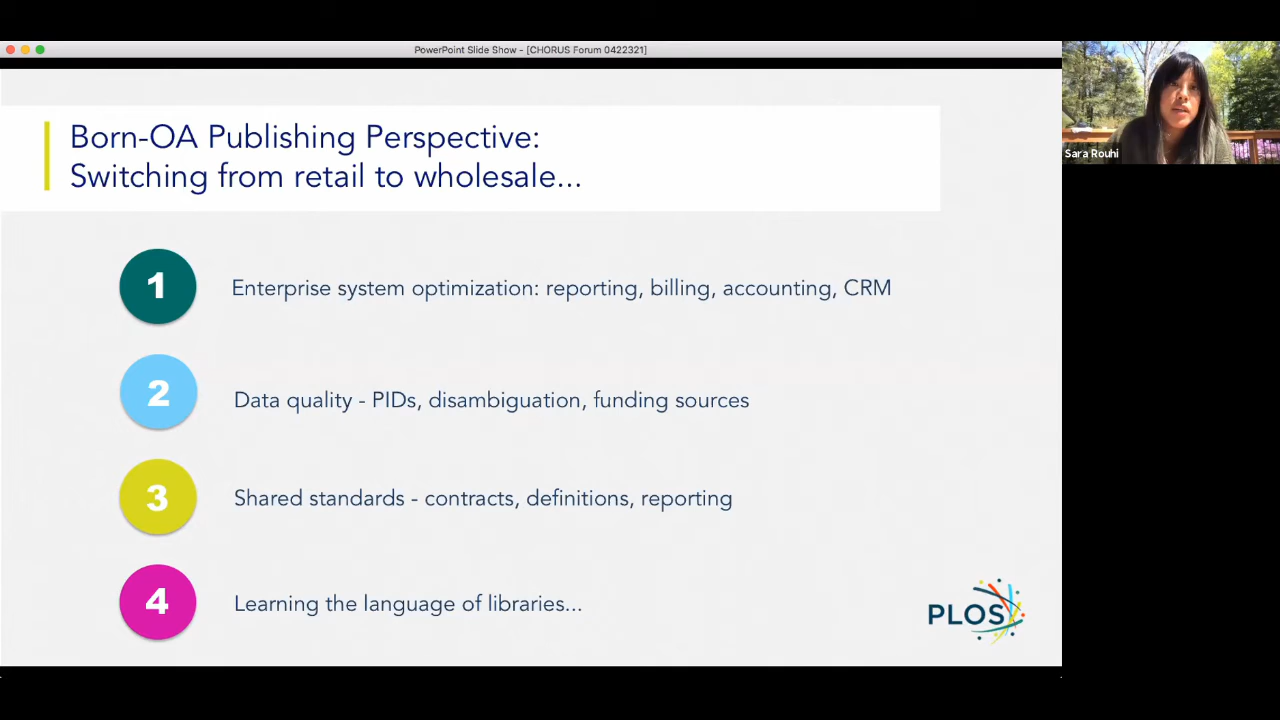 PowerPoint Slide Show - [CHORUS Forum 0422321]
Sara Rouhi
Born-OA Publishing Perspective:
Switching from retail to wholesale...
1 Enterprise system optimization: reporting, billing, accounting, CRM
2 Data quality - PIDs, disambiguation, funding sources
3 Shared standards - contracts, definitions, reporting
4 Learning the language of libraries...
PLOS